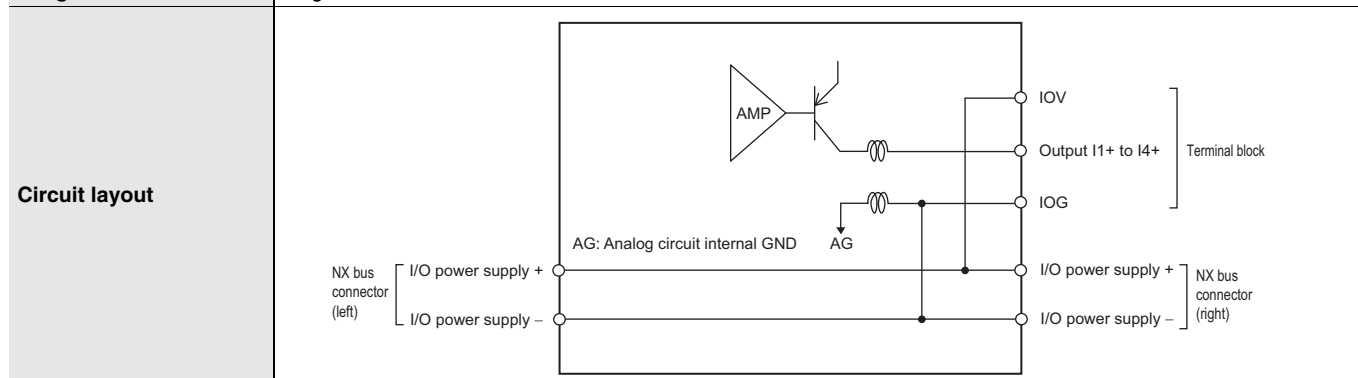 Circuit layout
AMP
IOV
Output I1+ to I4+
Terminal block
IOG
AG: Analog circuit internal GND
AG
NX bus
connector
(left)
I/O power supply +
I/O power supply –
I/O power supply +
I/O power supply –
NX bus
connector
(right)